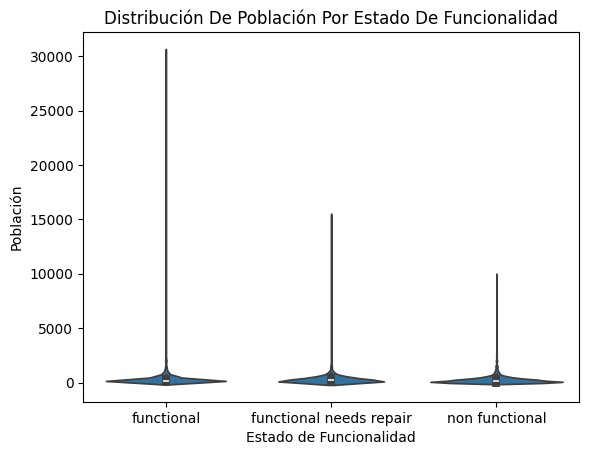 Distribución De Población Por Estado De Funcionalidad
30000
25000
20000
15000
10000
5000
0
Población
functional
functional needs repair
non functional
Estado de Funcionalidad